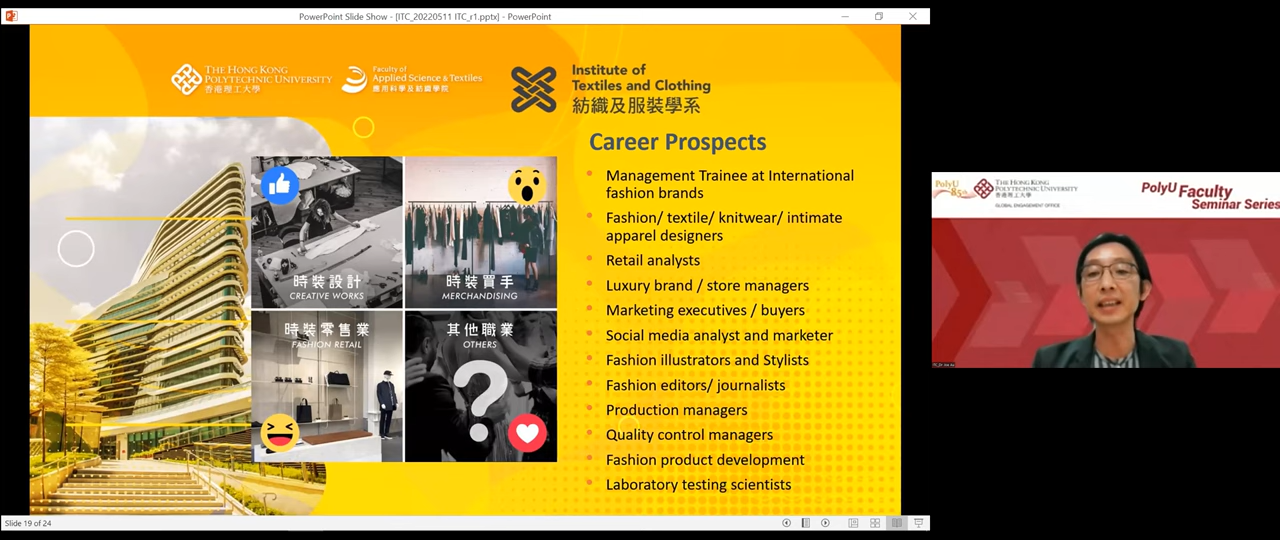 PowerPoint Slide Show - [ITC_20220511 ITC_r1.pptx] - PowerPoint
THE HONG KONG
POLYTECHNIC UNIVERSITY
香港理工大學
Faculty of
Applied Science & Textiles
應用科學及紡織學院
Institute of
Textiles and Clothing
紡織及服裝學系
Career Prospects
• Management Trainee at International
fashion brands
• Fashion/ textile/ knitwear/ intimate
apparel designers
• Retail analysts
• Luxury brand / store managers
• Marketing executives / buyers
• Social media analyst and marketer
• Fashion illustrators and Stylists
• Fashion editors/ journalists
• Production managers
• Quality control managers
• Fashion product development
• Laboratory testing scientists
時裝設計
CREATIVE WORKS
時裝買手
MERCHANDISING
時裝零售業
FASHION RETAIL
其他職業
OTHERS
?
Slide 19 of 24
PolyU
85
THE HONG KONG
POLYTECHNIC UNIVERSITY
香港理工大學
GLOBAL ENGAGEMENT OFFICE
PolyU Faculty
Seminar Series